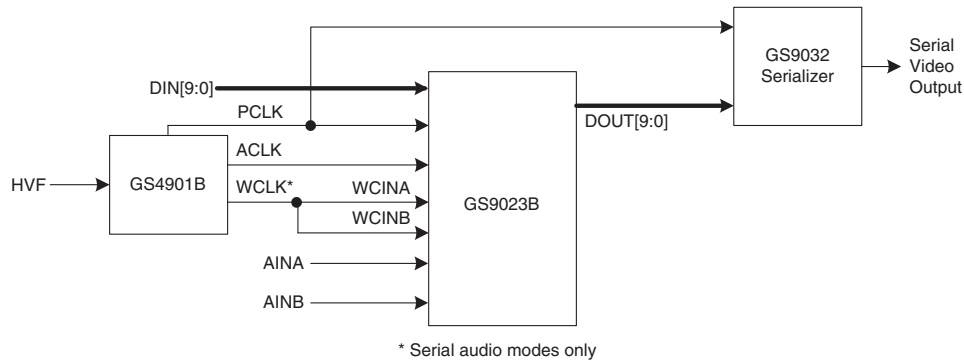 GS9032
Serializer
Serial
Video
Output
DIN[9:0]
PCLK
DOUT[9:0]
ACLK
HVF
GS4901B
WCLK*
WCINA
GS9023B
WCINB
AINA
AINB
* Serial audio modes only